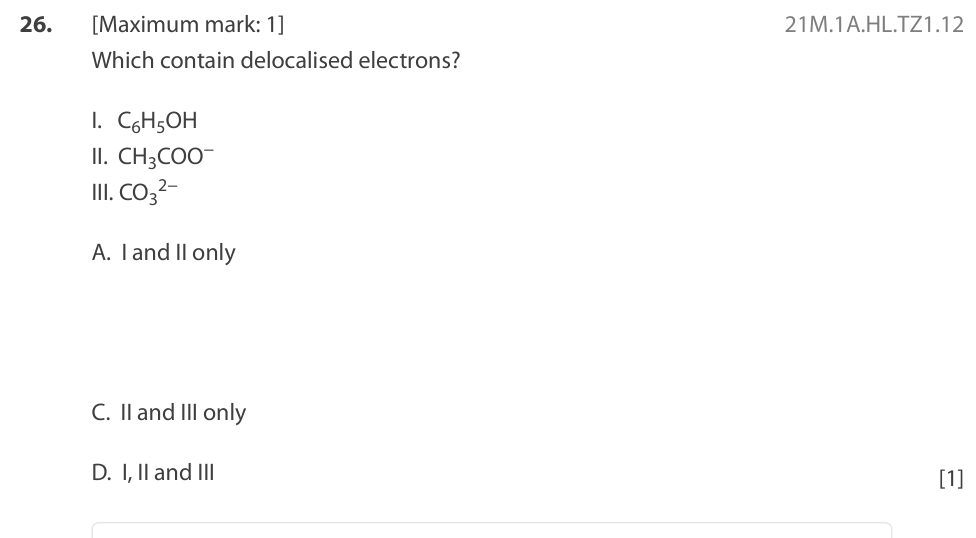 26. [Maximum mark: 1] 21M.1A.HL.TZ1.12
Which contain delocalised electrons?
I. C₆H₅OH
II. CH₃COO⁻
III. CO₃²⁻
A. I and II only
C. II and III only
D. I, II and III
[1]